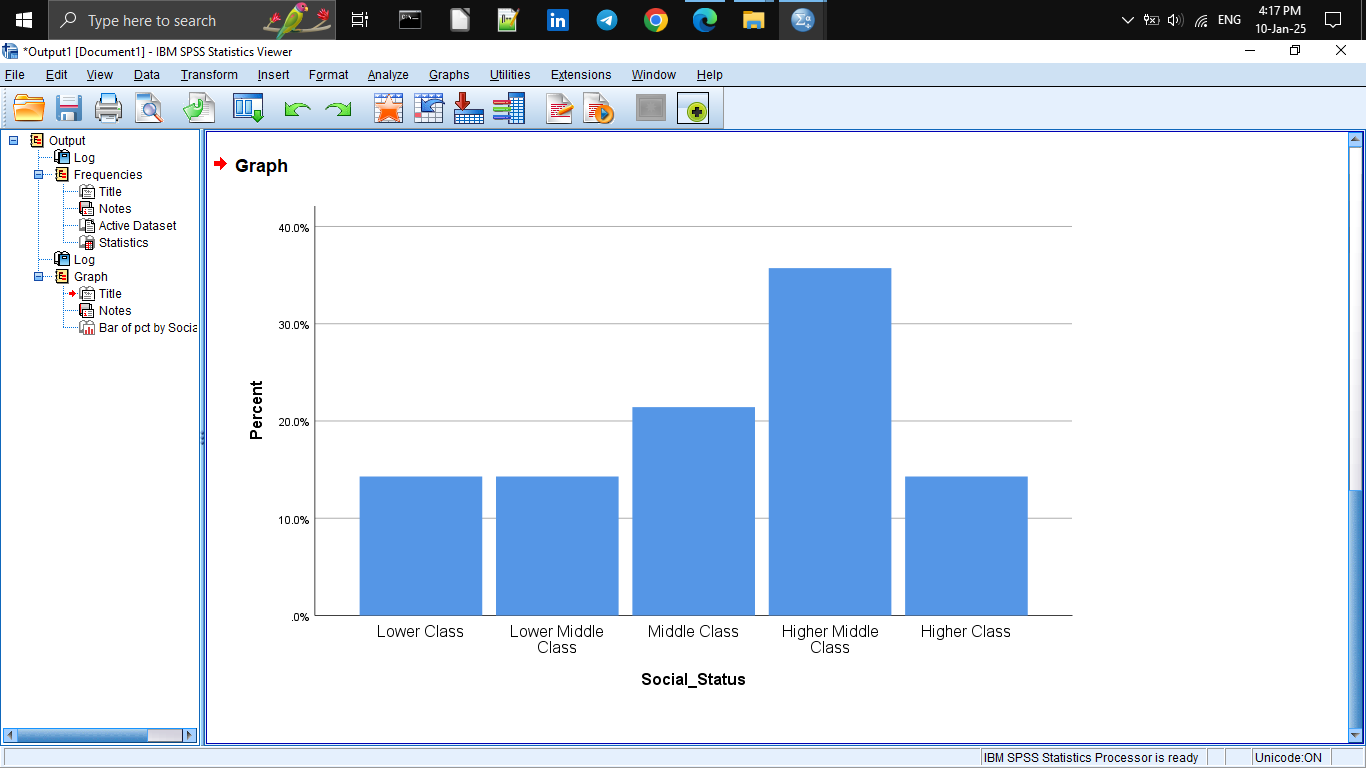 Type here to search
ENG
4:17 PM
10-Jan-25
*Output1 [Document1] - IBM SPSS Statistics Viewer
File Edit View Data Transform Insert Format Analyze Graphs Utilities Extensions Window Help
Output
Log
Frequencies
Title
Notes
Active Dataset
Statistics
Log
Graph
Title
Notes
Bar of pct by Socia
Graph
40.0%
30.0%
20.0%
10.0%
.0%
Percent
Lower Class
Lower Middle
Class
Middle Class
Higher Middle
Class
Higher Class
Social_Status
IBM SPSS Statistics Processor is ready
Unicode:ON